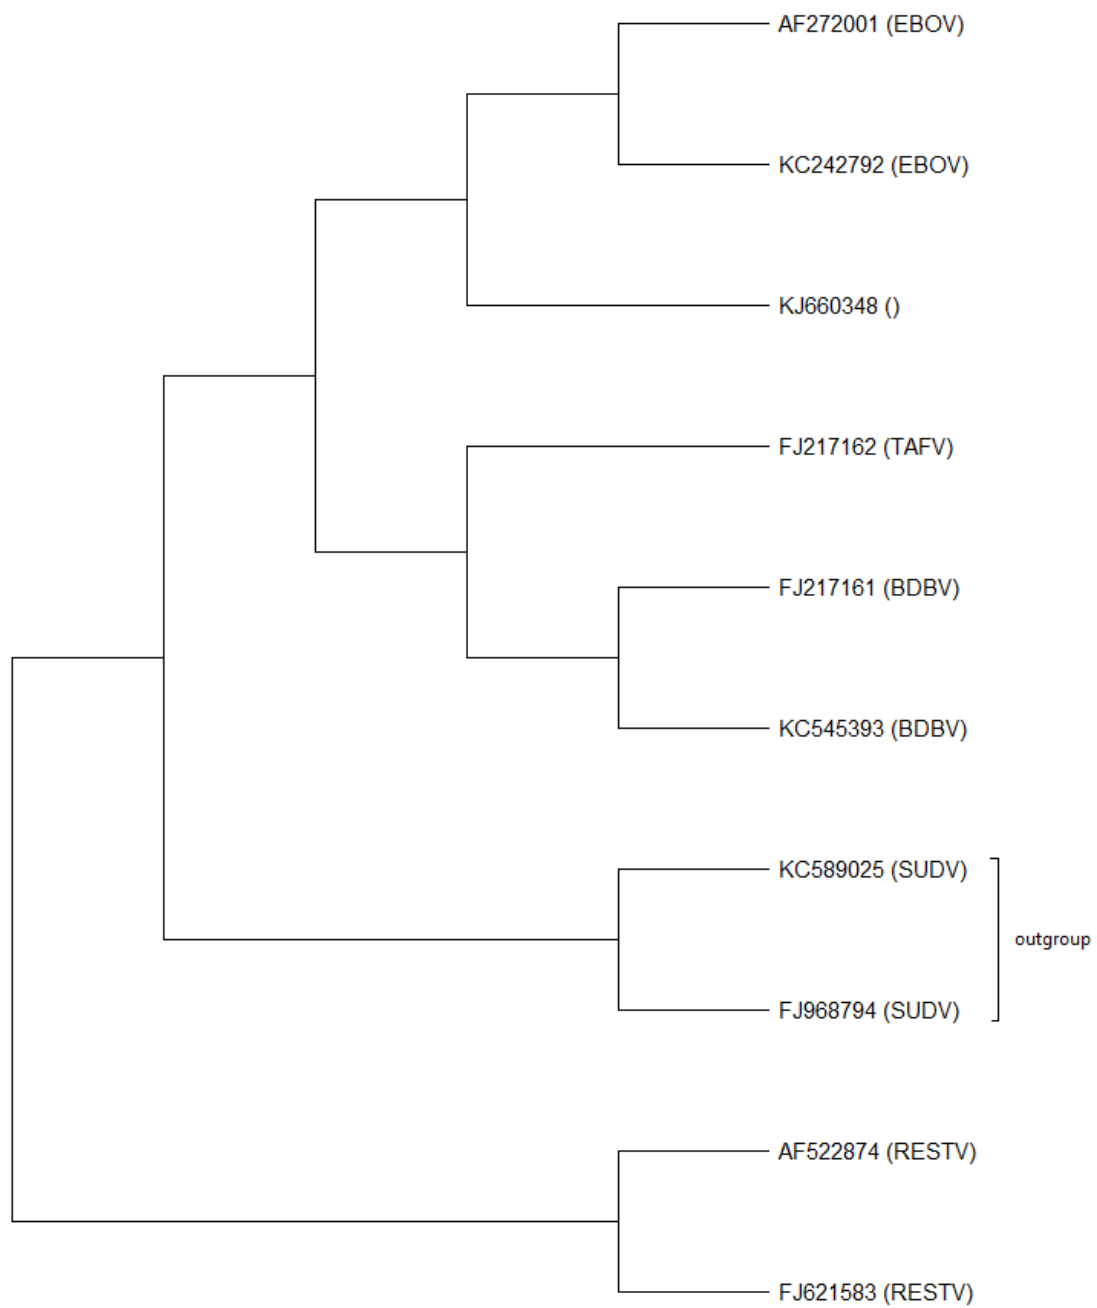 AF272001 (EBOV)
KC242792 (EBOV)
KJ660348 ()
FJ217162 (TAFV)
FJ217161 (BDBV)
KC545393 (BDBV)
KC589025 (SUDV)
outgroup
FJ968794 (SUDV)
AF522874 (RESTV)
FJ621583 (RESTV)